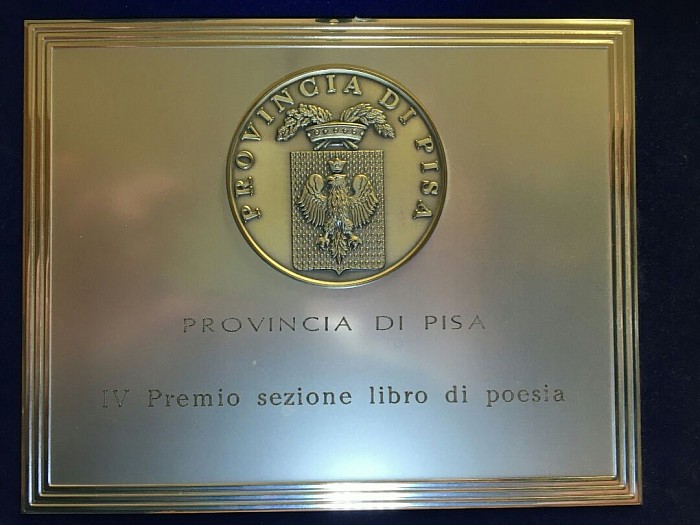 PROVINCIA DI PISA
PROVINCIA DI PISA
IV Premio sezione libro di poesia